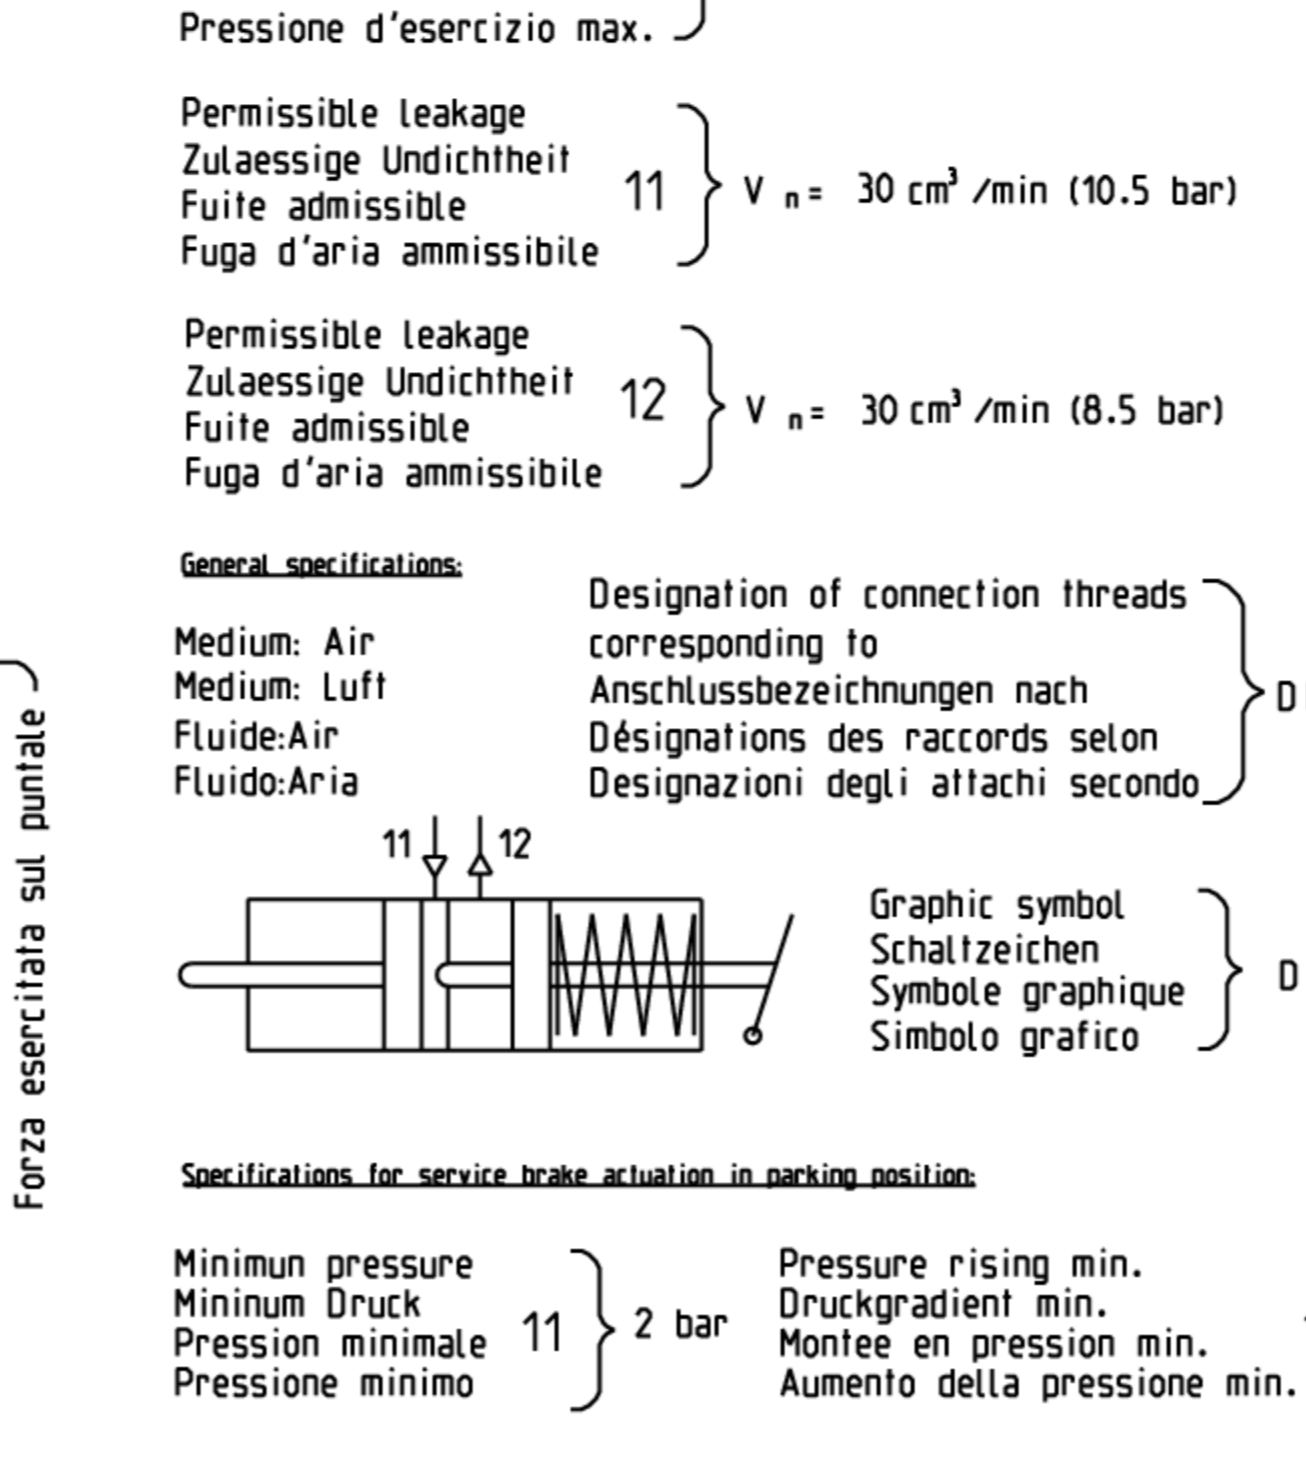 Pressione d'esercizio max.
Permissible leakage
Zulaessige Undichtheit
Fuite admissible
Fuga d'aria ammissibile
11
V n= 30 cm³ /min (10.5 bar)
Permissible leakage
Zulaessige Undichtheit
Fuite admissible
Fuga d'aria ammissibile
12
V n= 30 cm³ /min (8.5 bar)
General specifications:
Medium: Air
Medium: Luft
Fluide:Air
Fluido:Aria
Designation of connection threads
corresponding to
Anschlussbezeichnungen nach
Désignations des raccords selon
Designazioni degli attachi secondo
D
Forza esercitata sul puntale
11
12
Graphic symbol
Schaltzeichen
Symbole graphique
Simbolo grafico
D
Specifications for service brake actuation in parking position:
Minimun pressure
Mininum Druck
Pression minimale
Pressione minimo
11
2 bar
Pressure rising min.
Druckgradient min.
Montee en pression min.
Aumento della pressione min.